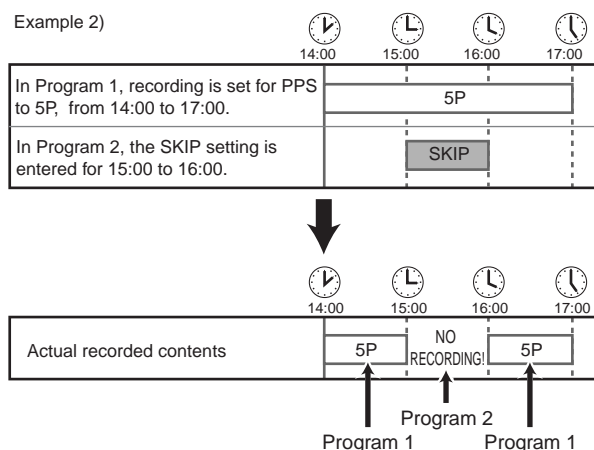 Example 2)
14:00 15:00 16:00 17:00
In Program 1, recording is set for PPS
to 5P, from 14:00 to 17:00.
5P
In Program 2, the SKIP setting is
entered for 15:00 to 16:00.
SKIP
14:00 15:00 16:00 17:00
Actual recorded contents
5P
NO
RECORDING!
5P
Program 2
Program 1 Program 1